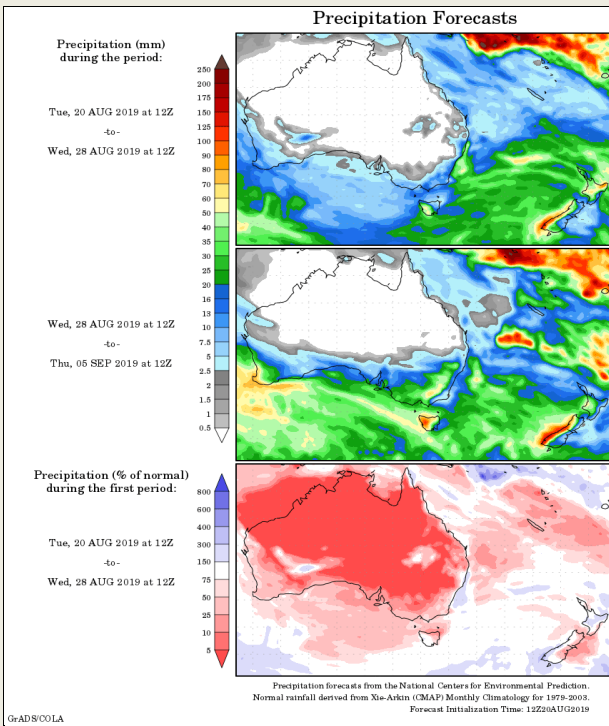 Precipitation Forecasts
Precipitation (mm)
during the period:
Tue, 20 AUG 2019 at 12Z
-to-
Wed, 28 AUG 2019 at 12Z
250
200
175
150
125
100
90
80
70
60
50
40
35
30
25
20
16
13
10
7.5
5
2.5
2
1.5
1
0.5
Wed, 28 AUG 2019 at 12Z
-to-
Thu, 05 SEP 2019 at 12Z
Precipitation (% of normal)
during the first period:
Tue, 20 AUG 2019 at 12Z
-to-
Wed, 28 AUG 2019 at 12Z
800
600
400
300
150
75
50
25
10
5
Precipitation forecasts from the National Centers for Environmental Prediction.
Normal rainfall derived from Xie-Arkin (CMAP) Monthly Climatology for 1979-2003.
Forecast Initialization Time: 12Z20AUG2019
GrADS/COLA